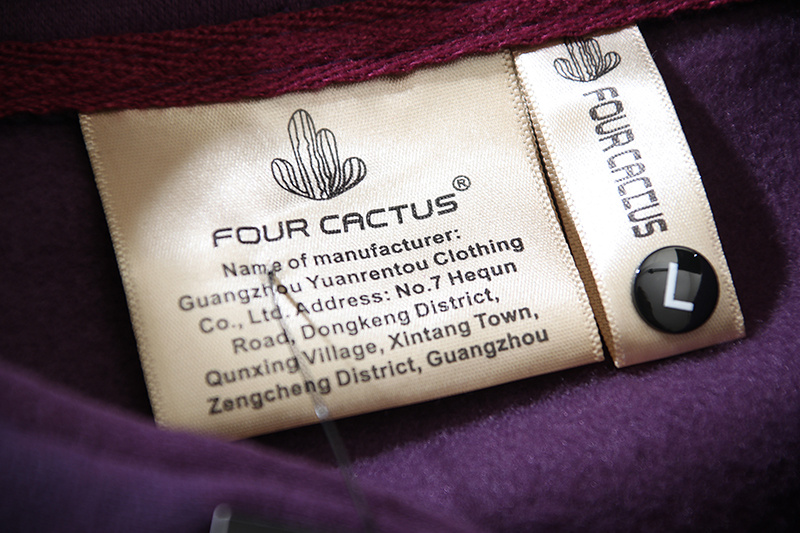 FOUR CACTUS®
Name of manufacturer:
Guangzhou Yuanrentou Clothing
Co., Ltd. Address: No.7 Hequn
Road, Dongkeng District,
Qunxing Village, Xintang Town,
Zengcheng District, Guangzhou
FOUR CACCUS
L